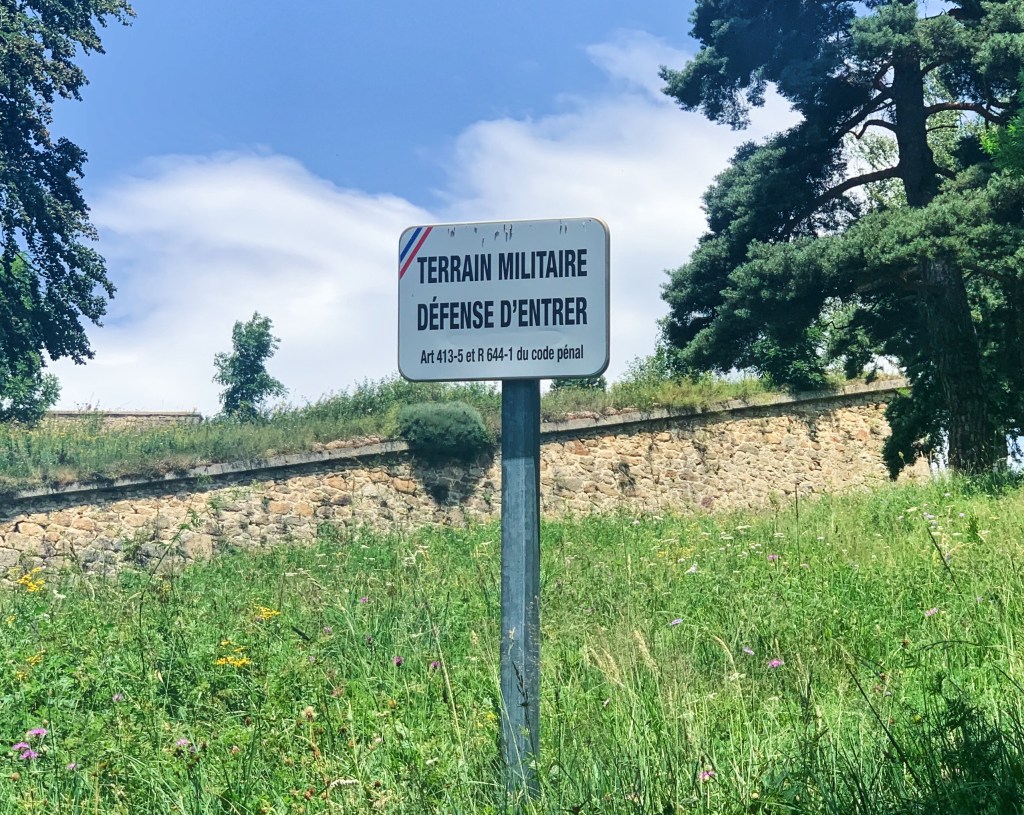 TERRAIN MILITAIRE
DÉFENSE D'ENTRER
Art 413-5 et R 644-1 du code pénal